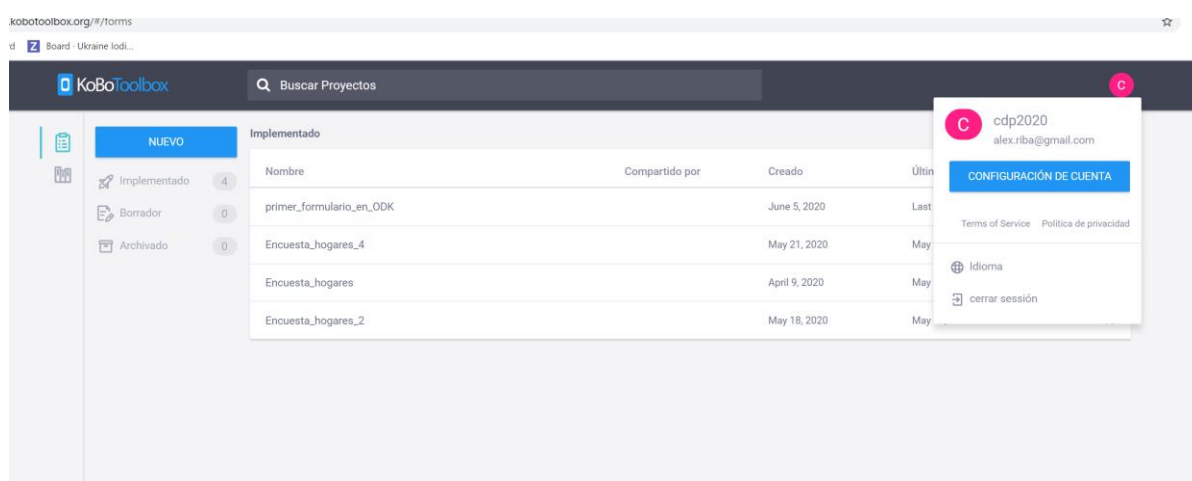 .kobotoolbox.org/#/forms
Z Board - Ukraine Iodi...
KoBoToolbox
Buscar Proyectos
C
C
cdp2020
alex.riba@gmail.com
CONFIGURACIÓN DE CUENTA
Terms of Service Política de privacidad
Idioma
cerrar sessión
NUEVO
Implementado 4
Borrador 0
Archivado 0
Implementado
Nombre Compartido por Creado Últin
primer_formulario_en_ODK June 5, 2020 Last
Encuesta_hogares_4 May 21, 2020 May
Encuesta_hogares April 9, 2020 May
Encuesta_hogares_2 May 18, 2020 May